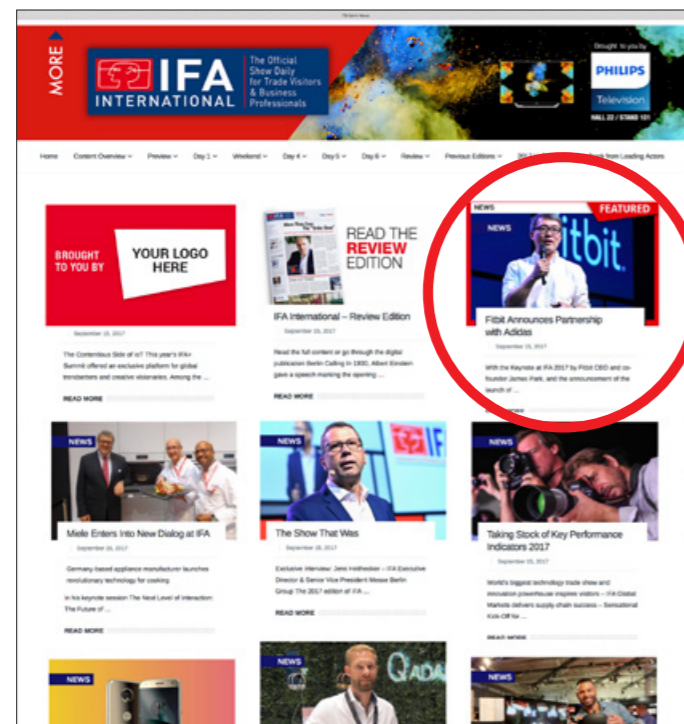 MORE
IFA
INTERNATIONAL
The Official
Show Daily
for Trade Visitors
& Business
Professionals
Brought to you by
PHILIPS
Television
HALL 22 / STAND 101
Home Content Overview Preview Day 1 Weekend Day 4 Day 5 Day 6 Review Previous Editions from Leading Actors
BROUGHT
TO YOU BY
YOUR LOGO
HERE
September 15, 2017
The Contentious Side of IoT This year's IFA+
Summit offered an exclusive platform for global
trendsetters and creative visionaries. Among the ...
READ MORE
READ THE
REVIEW
EDITION
IFA International – Review Edition
September 15, 2017
Read the full content or go through the digital
publication Berlin Calling In 1930, Albert Einstein
gave a speech marking the opening ...
READ MORE
NEWS
FEATURED
NEWS
fitbit.
Fitbit Announces Partnership
with Adidas
September 15, 2017
With the Keynote at IFA 2017 by Fitbit CEO and co-
founder James Park, and the announcement of the
launch of ...
NEWS
Miele Enters Into New Dialog at IFA
September 15, 2017
Germany-based appliance manufacturer launches
revolutionary technology for cooking
In his keynote session The Next Level of Interaction:
The Future of ...
READ MORE
NEWS
IF
The Show That Was
September 15, 2017
Exclusive interview: Jens Heithecker – IFA Executive
Director & Senior Vice President Messe Berlin
Group The 2017 edition of IFA ...
READ MORE
NEWS
Taking Stock of Key Performance
Indicators 2017
September 15, 2017
World's biggest technology trade show and
innovation powerhouse inspires visitors – IFA Global
Markets delivers supply chain success – Sensational
Kick-Off for ...
READ MORE
NEWS
NEWS
QADA
NEWS